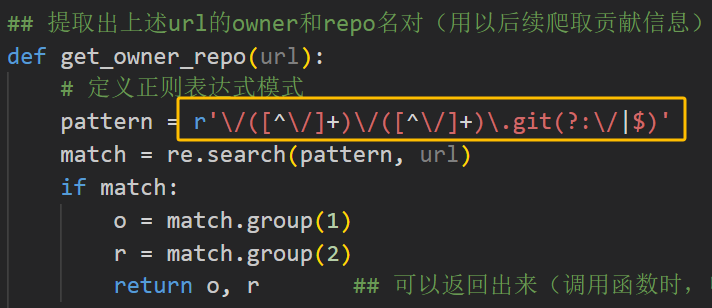 ## 提取出上述url的owner和repo名对（用以后续爬取贡献信息）
def get_owner_repo(url):
# 定义正则表达式模式
pattern = r'\/([^\/]+)\/([^\/]+)\.git(?:\/|$)'
match = re.search(pattern, url)
if match:
o = match.group(1)
r = match.group(2)
return o, r ## 可以返回出来（调用函数时，